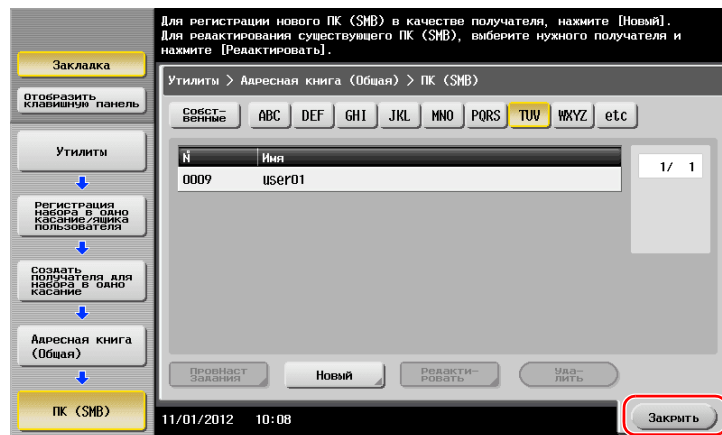 Для регистрации нового ПК (SMB) в качестве получателя, нажмите [Новый].
Для редактирования существующего ПК (SMB), выберите нужного получателя и
нажмите [Редактировать].
Закладка
Отобразить
клавишную панель
Утилиты
Регистрация
набора в одно
касание/ящика
пользователя
Создать
получателя для
набора в одно
касание
Адресная книга
(Общая)
ПК (SMB)
Утилиты > Адресная книга (Общая) > ПК (SMB)
Собст-
венные
ABC
DEF
GHI
JKL
MNO
PQRS
TUV
WXYZ
etc
№ Имя
0009 user01
1/ 1
ПровНаст
Задания
Новый
Редакти-
ровать
Уда-
лить
11/01/2012 10:08
Закрыть